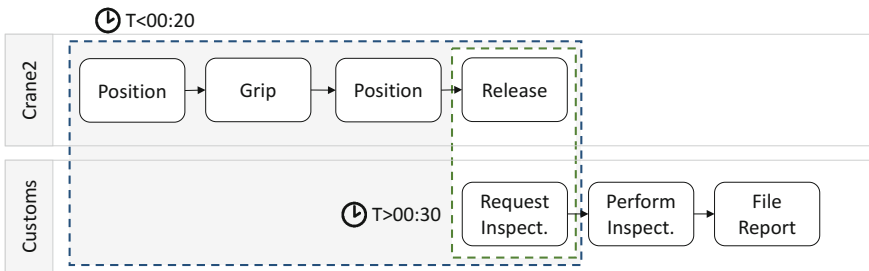 T<00:20
Crane2
Position
Grip
Position
Release
Customs
T>00:30
Request
Inspect.
Perform
Inspect.
File
Report